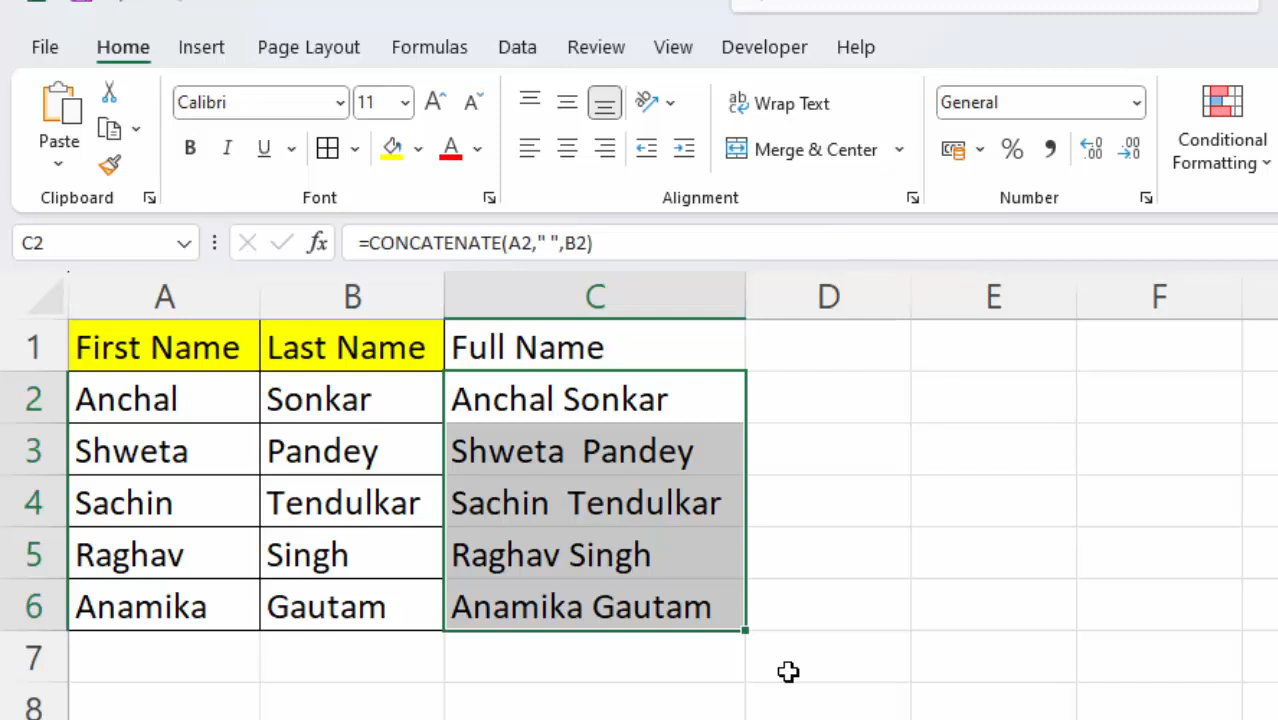 File Home Insert Page Layout Formulas Data Review View Developer Help
Paste Calibri 11 ab Wrap Text General Conditional Formatting
B I U A Merge & Center % .00
Clipboard Font Alignment Number
C2 fx =CONCATENATE(A2," ",B2)
A B C D E F
1 First Name Last Name Full Name
2 Anchal Sonkar Anchal Sonkar
3 Shweta Pandey Shweta  Pandey
4 Sachin Tendulkar Sachin  Tendulkar
5 Raghav Singh Raghav Singh
6 Anamika Gautam Anamika Gautam
7
8